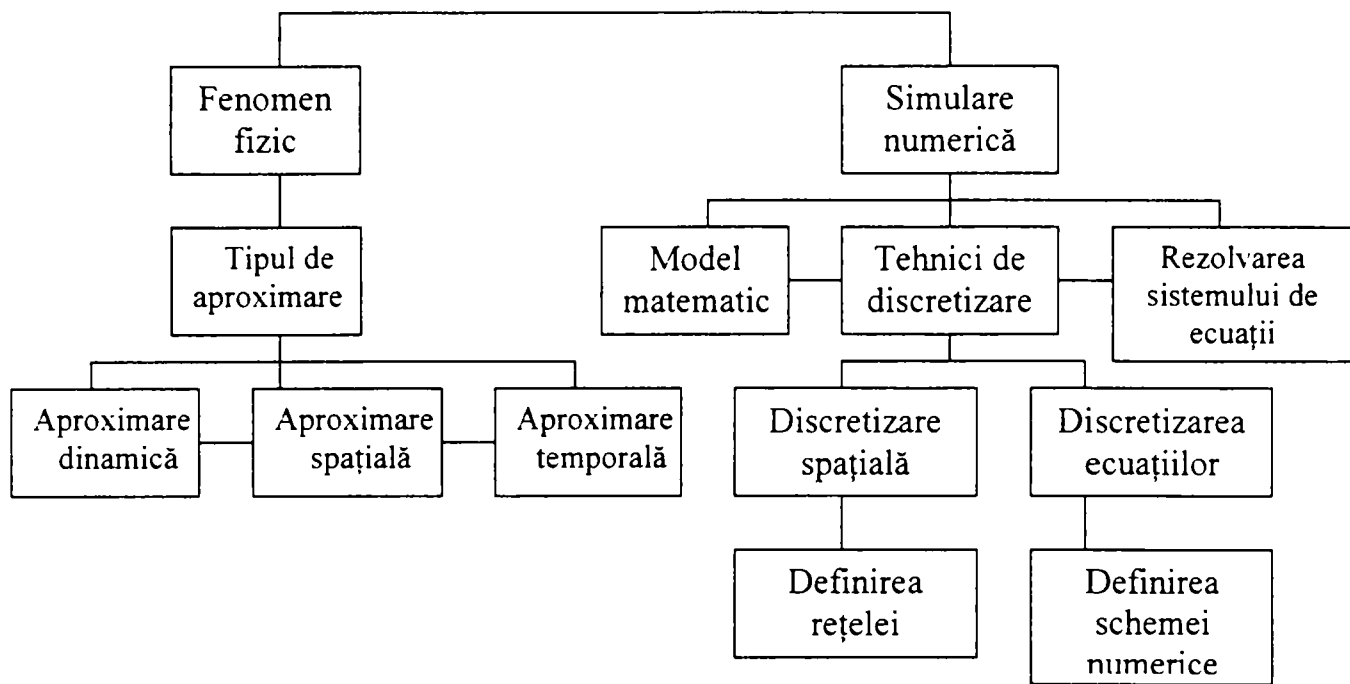 Fenomen
fizic
Simulare
numerică
Tipul de
aproximare
Model
matematic
Tehnici de
discretizare
Rezolvarea
sistemului de
ecuații
Aproximare
dinamică
Aproximare
spațială
Aproximare
temporală
Discretizare
spațială
Discretizarea
ecuațiilor
Definirea
rețelei
Definirea
schemei
numerice